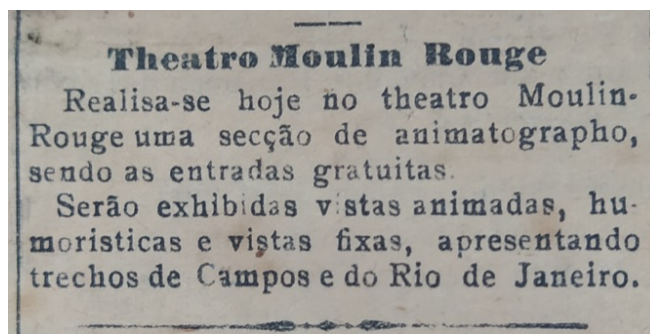 Theatro Moulin Rouge
Realisa-se hoje no theatro Moulin-
Rouge uma secção de animatographo,
sendo as entradas gratuitas.
Serão exhibidas vistas animadas, hu-
moristicas e vistas fixas, apresentando
trechos de Campos e do Rio de Janeiro.